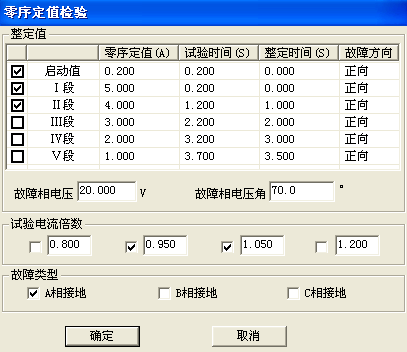 零序定值检验
整定值
零序定值(A) 试验时间(S) 整定时间(S) 故障方向
启动值 0.200 0.200 0.000 正向
I 段 5.000 0.200 0.000 正向
II段 4.000 1.200 1.000 正向
III段 3.000 2.200 2.000 正向
IV段 2.000 3.200 3.000 正向
V段 1.000 3.700 3.500 正向
故障相电压 20.000 V 故障相电压角 70.0 °
试验电流倍数
0.800 0.950 1.050 1.200
故障类型
A相接地 B相接地 C相接地
确定 取消